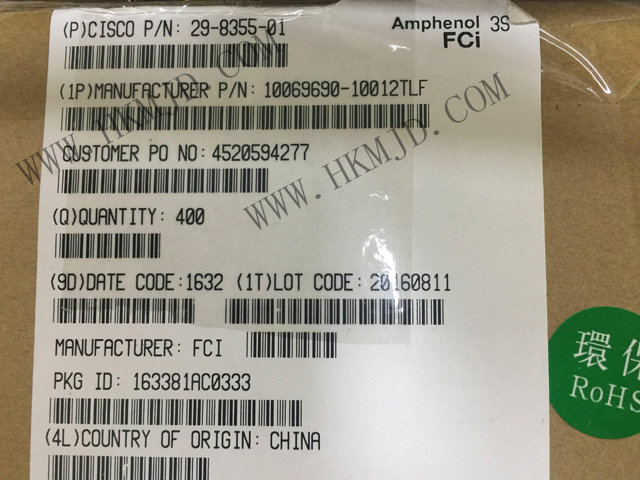 (P)CISCO P/N: 29-8355-01
Amphenol 3S
FCi
(1P)MANUFACTURER P/N: 10069690-10012TLF
CUSTOMER PO NO: 4520594277
(Q)QUANTITY: 400
(9D)DATE CODE:1632 (1T)LOT CODE: 20160811
MANUFACTURER: FCI
PKG ID: 163381AC0333
(4L)COUNTRY OF ORIGIN: CHINA
環保
RoHS
WWW.HKMJD.COM
WWW.HKMJD.COM